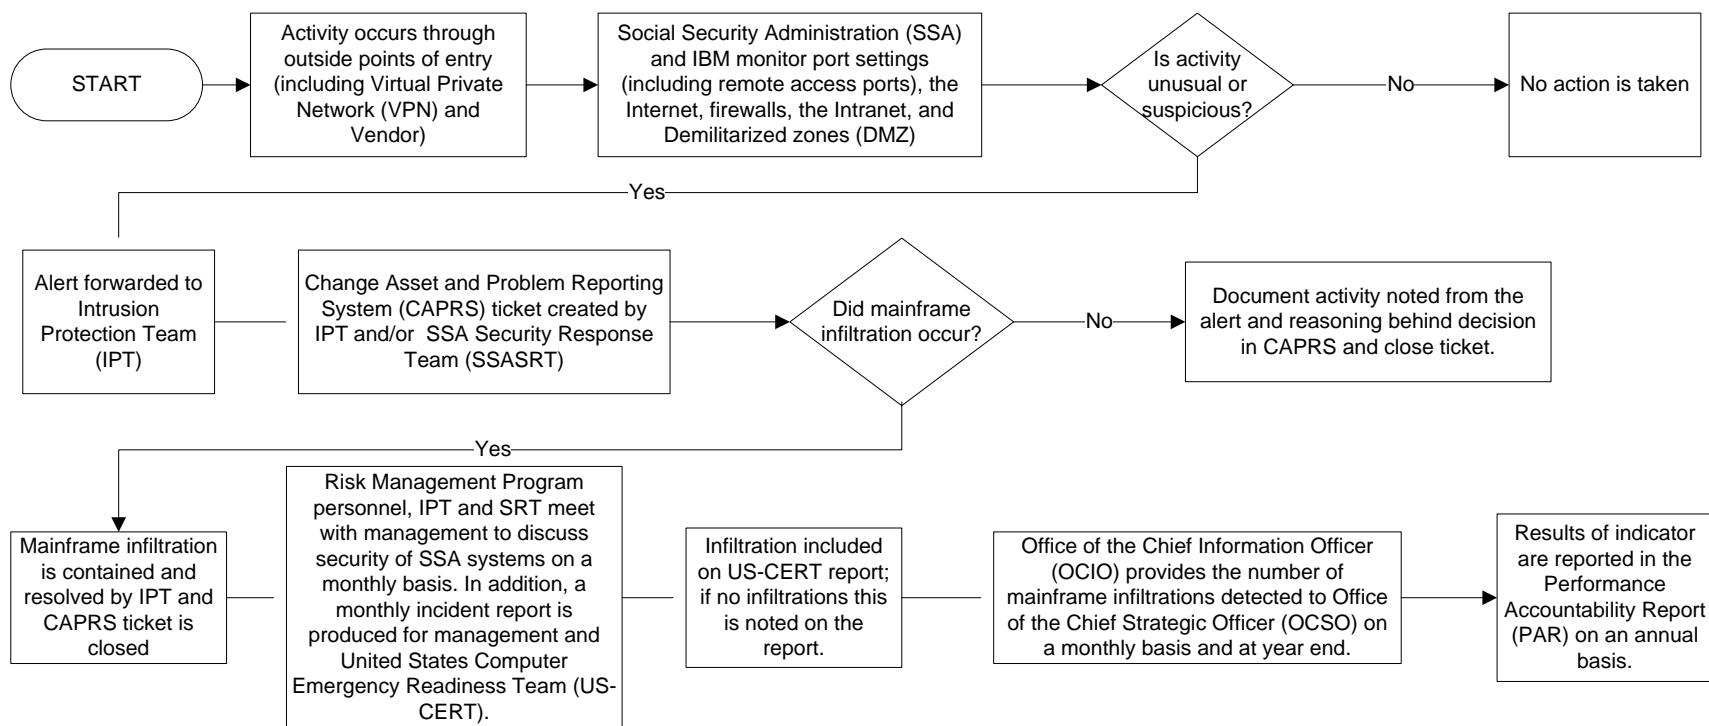 START
Activity occurs through
outside points of entry
(including Virtual Private
Network (VPN) and
Vendor)
Social Security Administration (SSA)
and IBM monitor port settings
(including remote access ports), the
Internet, firewalls, the Intranet, and
Demilitarized zones (DMZ)
Is activity
unusual or
suspicious?
No
No action is taken
Yes
Alert forwarded to
Intrusion
Protection Team
(IPT)
Change Asset and Problem Reporting
System (CAPRS) ticket created by
IPT and/or SSA Security Response
Team (SSASRT)
Did mainframe
infiltration occur?
No
Document activity noted from the
alert and reasoning behind decision
in CAPRS and close ticket.
Yes
Mainframe infiltration
is contained and
resolved by IPT and
CAPRS ticket is
closed
Risk Management Program
personnel, IPT and SRT meet
with management to discuss
security of SSA systems on a
monthly basis. In addition, a
monthly incident report is
produced for management and
United States Computer
Emergency Readiness Team (US-
CERT).
Infiltration included
on US-CERT report;
if no infiltrations this
is noted on the
report.
Office of the Chief Information Officer
(OCIO) provides the number of
mainframe infiltrations detected to Office
of the Chief Strategic Officer (OCSO) on
a monthly basis and at year end.
Results of indicator
are reported in the
Performance
Accountability Report
(PAR) on an annual
basis.